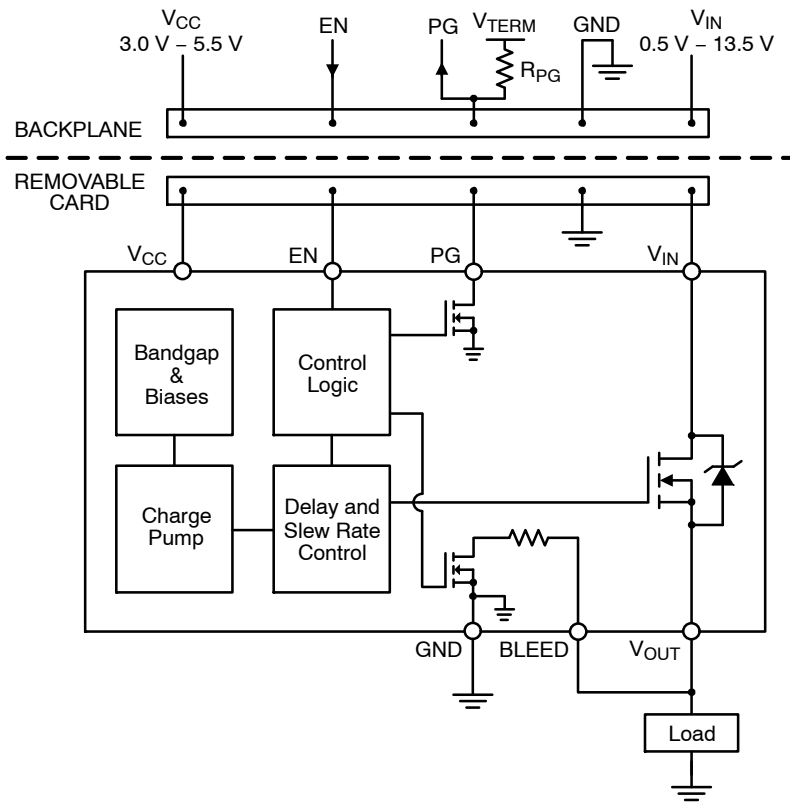 VCC
3.0 V – 5.5 V
EN
PG
VTERM
RPG
GND
VIN
0.5 V – 13.5 V
BACKPLANE
REMOVABLE
CARD
VCC
EN
PG
VIN
Bandgap
&
Biases
Control
Logic
Charge
Pump
Delay and
Slew Rate
Control
GND
BLEED
VOUT
Load